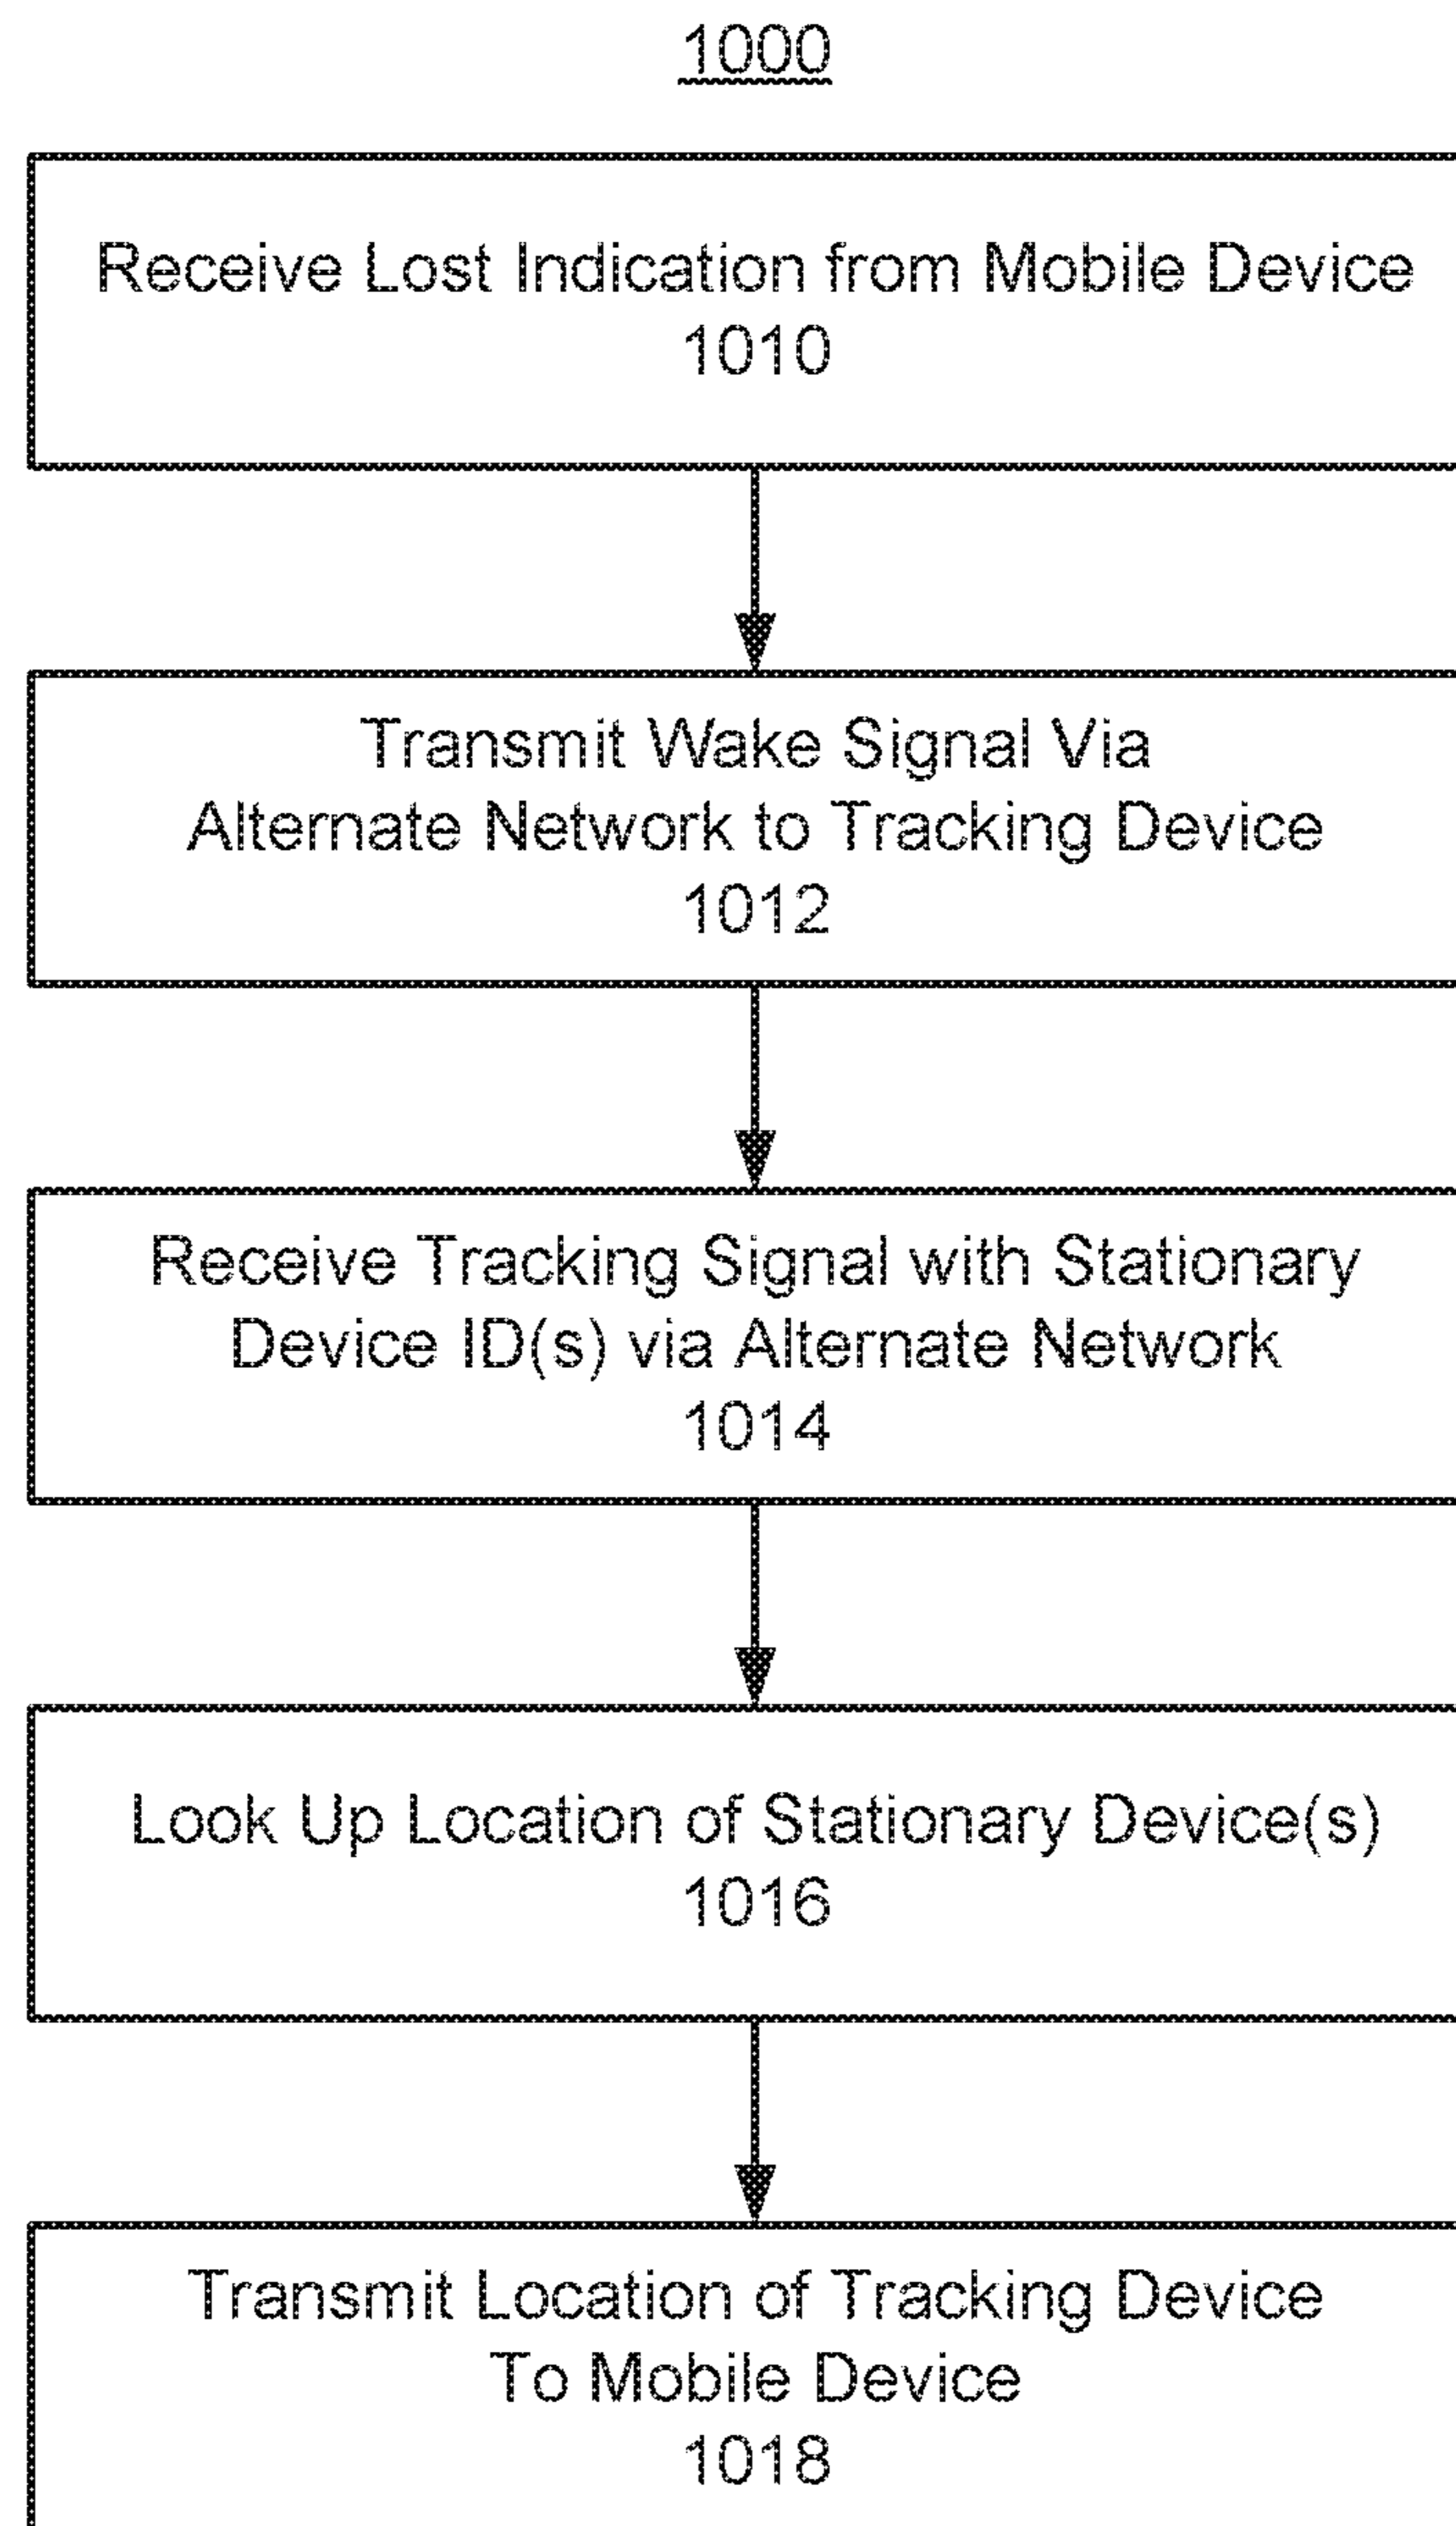 1000
Receive Lost Indication from Mobile Device
1010
Transmit Wake Signal Via
Alternate Network to Tracking Device
1012
Receive Tracking Signal with Stationary
Device ID(s) via Alternate Network
1014
Look Up Location of Stationary Device(s)
1016
Transmit Location of Tracking Device
To Mobile Device
1018